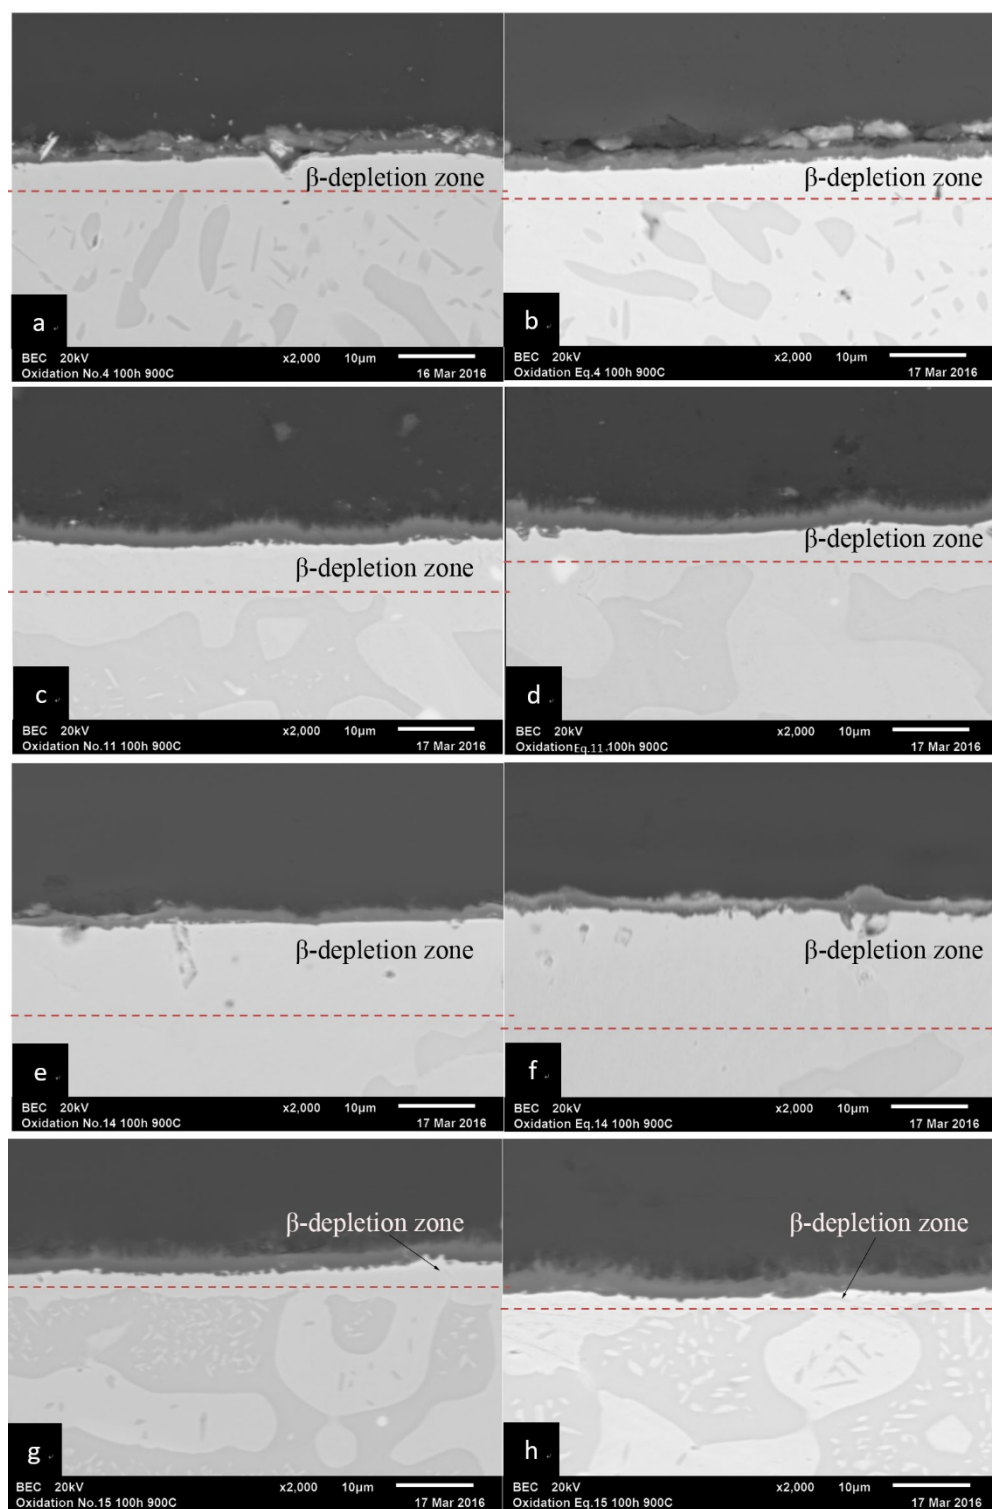 β-depletion zone
β-depletion zone
a
b
BEC 20kV x2,000 10μm
Oxidation No.4 100h 900C 16 Mar 2016
BEC 20kV x2,000 10μm
Oxidation Eq.4 100h 900C 17 Mar 2016
β-depletion zone
β-depletion zone
c
d
BEC 20kV x2,000 10μm
Oxidation No.11 100h 900C 17 Mar 2016
BEC 20kV x2,000 10μm
Oxidation Eq.11 100h 900C 17 Mar 2016
β-depletion zone
β-depletion zone
e
f
BEC 20kV x2,000 10μm
Oxidation No.14 100h 900C 17 Mar 2016
BEC 20kV x2,000 10μm
Oxidation Eq.14 100h 900C 17 Mar 2016
β-depletion zone
β-depletion zone
g
h
BEC 20kV x2,000 10μm
Oxidation No.15 100h 900C 17 Mar 2016
BEC 20kV x2,000 10μm
Oxidation Eq.15 100h 900C 17 Mar 2016